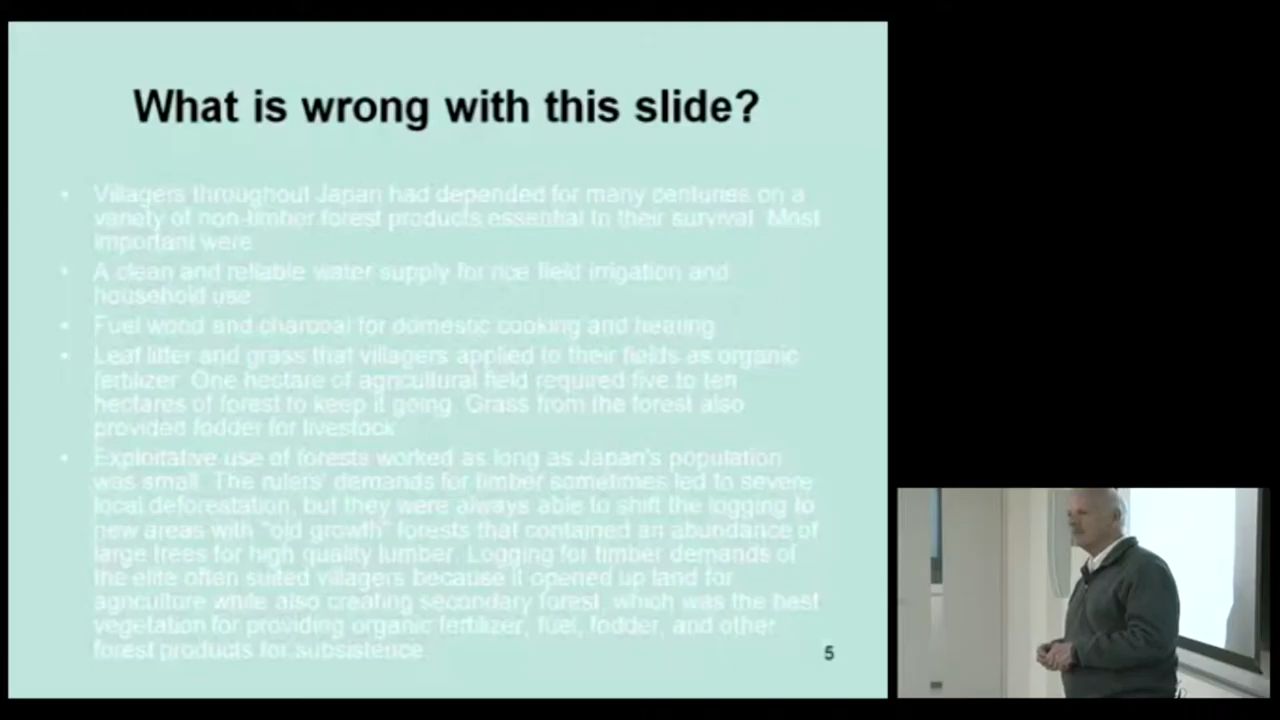 What is wrong with this slide?
• Villagers throughout Japan had depended for many centuries on a
variety of non-timber forest products essential to their survival. Most
important were
• A clean and reliable water supply for rice field irrigation and
household use
• Fuel wood and charcoal for domestic cooking and heating
• Leaf litter and grass that villagers applied to their fields as organic
fertilizer. One hectare of agricultural field required five to ten
hectares of forest to keep it going. Grass from the forest also
provided fodder for livestock
• Exploitative use of forests worked as long as Japan's population
was small. The rulers' demands for timber sometimes led to severe
local deforestation, but they were always able to shift the logging to
new areas with "old growth" forests that contained an abundance of
large trees for high quality lumber. Logging for timber demands of
the elite often suited villagers because it opened up land for
agriculture while also creating secondary forest, which was the best
vegetation for providing organic fertilizer, fuel, fodder, and other
forest products for subsistence
5